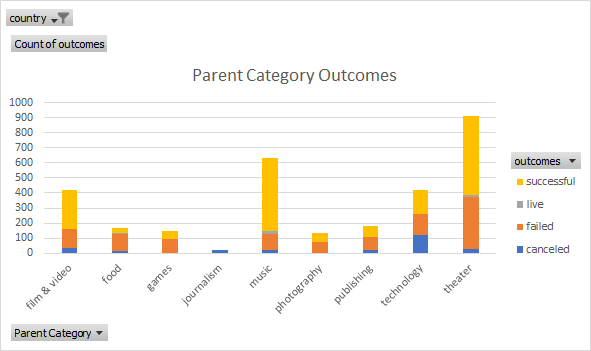 country
Count of outcomes
Parent Category Outcomes
1000
900
800
700
600
500
400
300
200
100
0
film & video
food
games
journalism
music
photography
publishing
technology
theater
outcomes
successful
live
failed
canceled
Parent Category